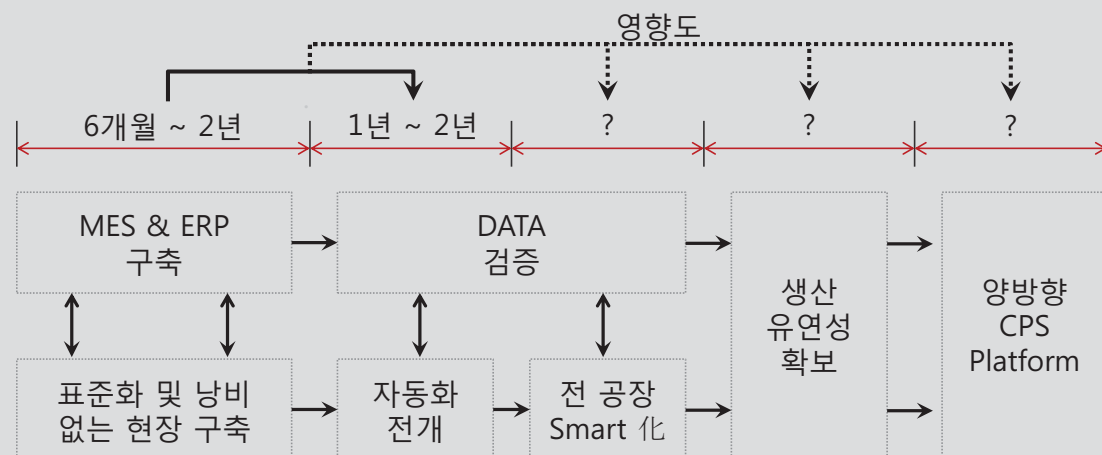 영향도
6개월 ~ 2년
1년 ~ 2년
?
?
?
MES & ERP
구축
DATA
검증
생산
유연성
확보
양방향
CPS
Platform
표준화 및 낭비
없는 현장 구축
자동화
전개
전 공장
Smart 化